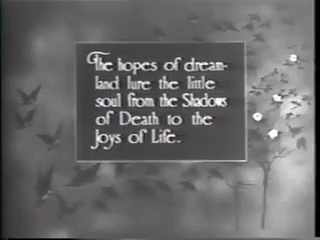 The hopes of dream-
land lure the little
soul from the Shadows
of Death to the
Joys of Life.